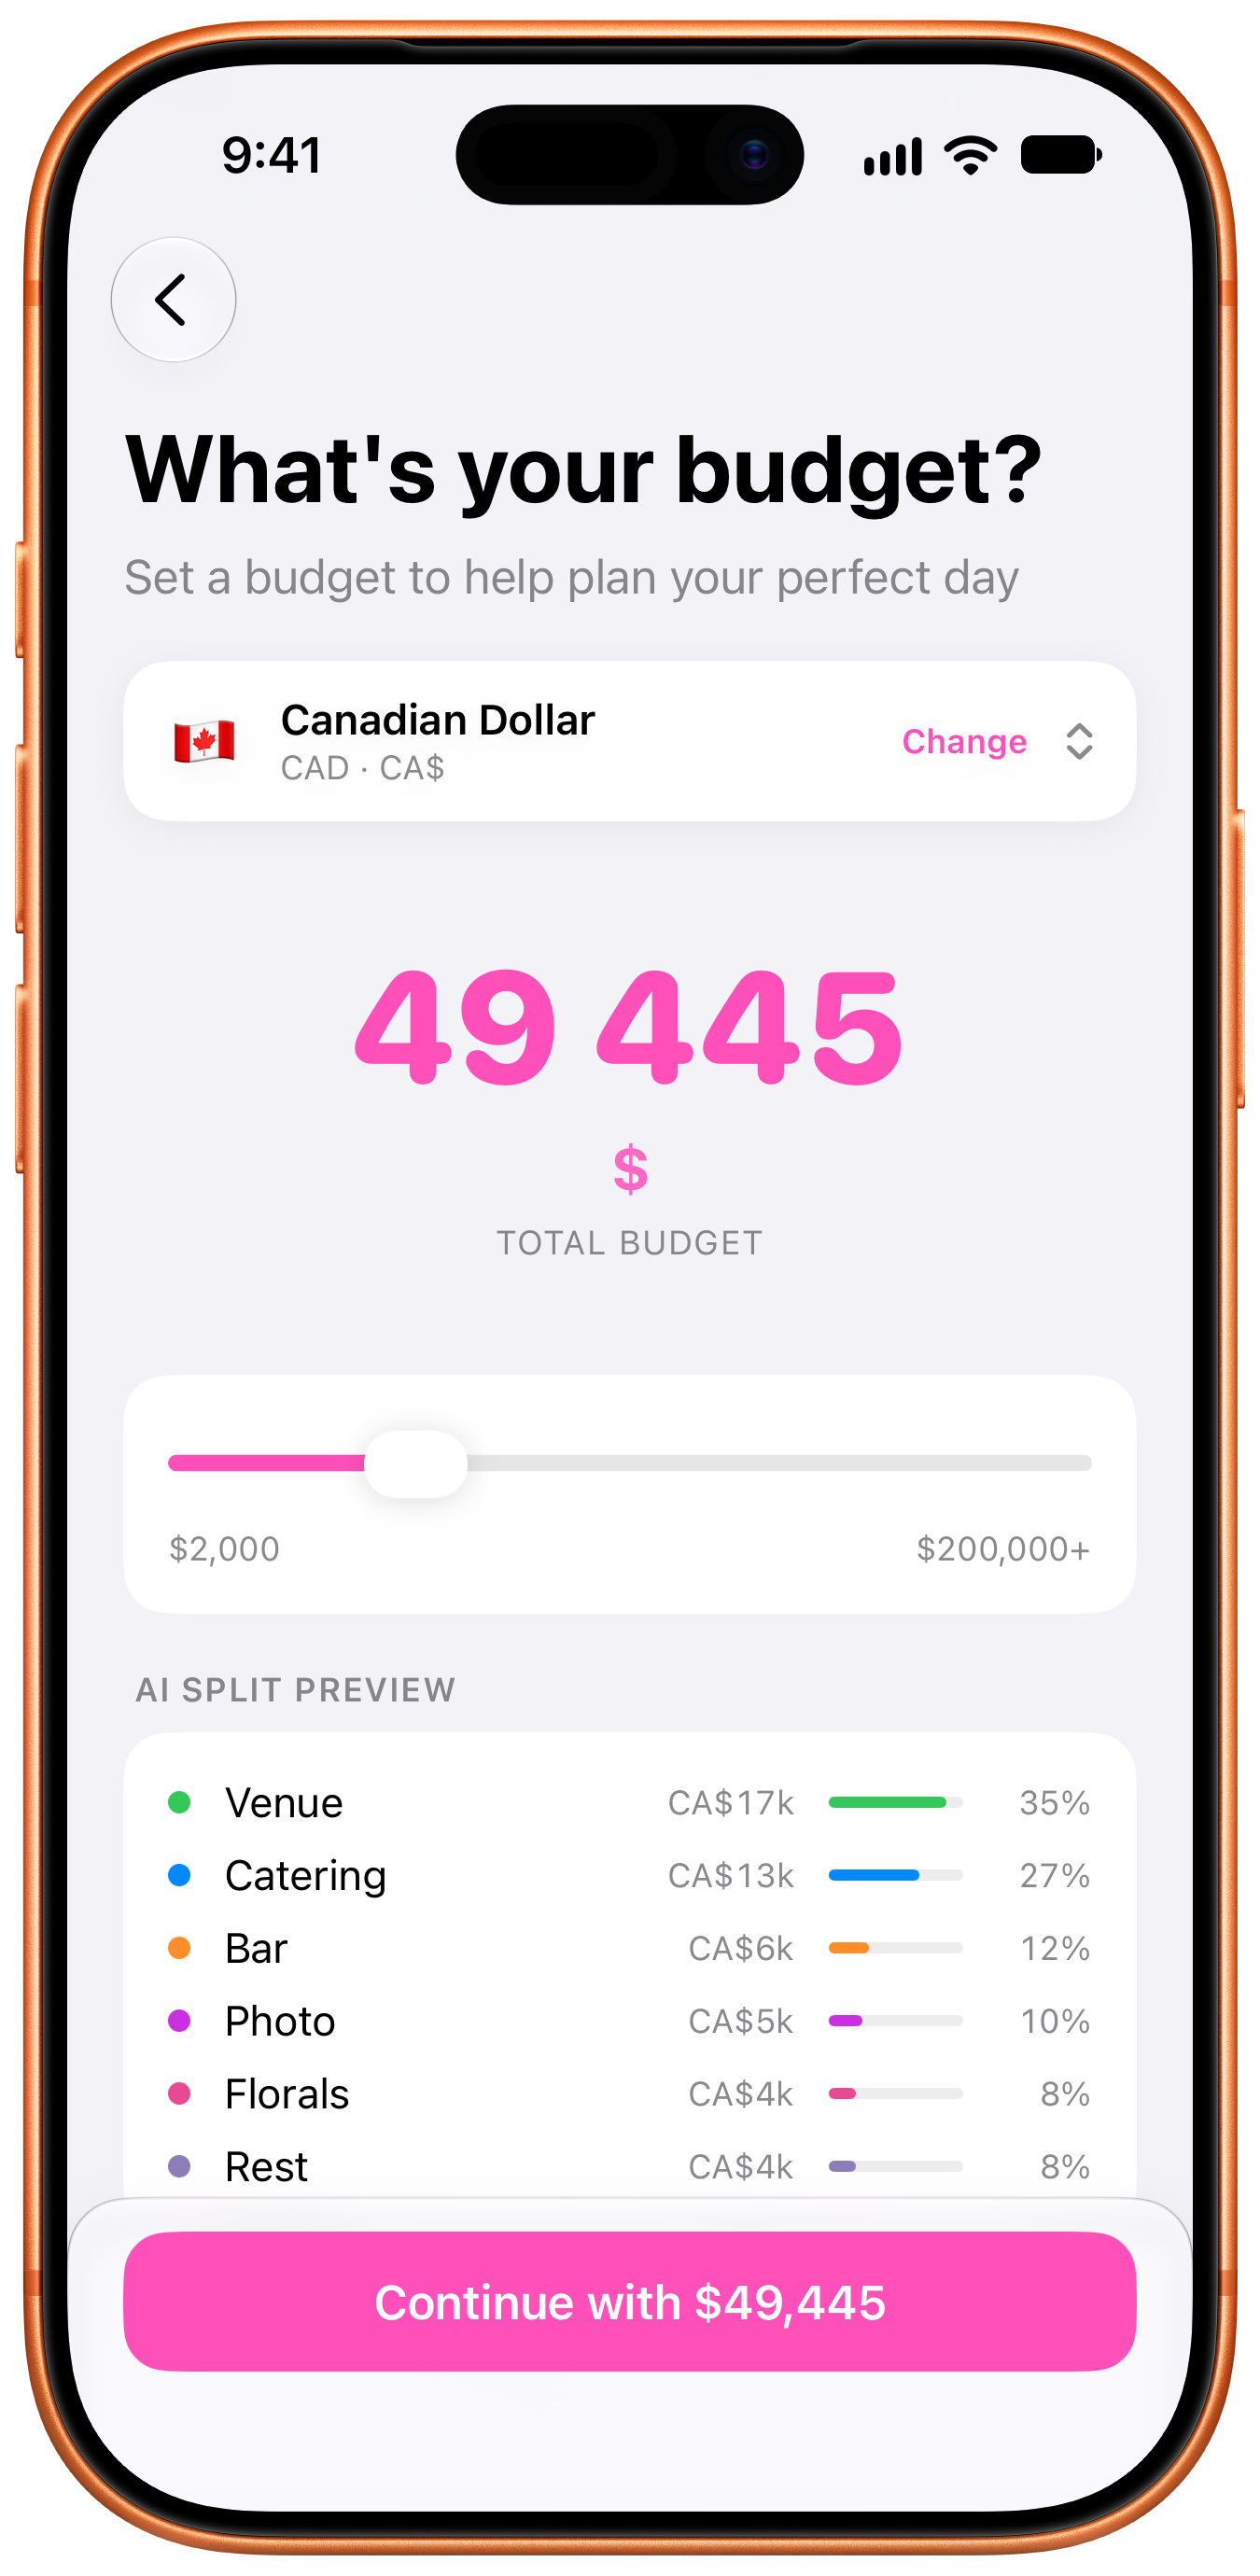 9:41
What's your budget?
Set a budget to help plan your perfect day
Canadian Dollar
CAD · CA$
Change
49 445
$
TOTAL BUDGET
$2,000 $200,000+
AI SPLIT PREVIEW
Venue CA$17k 35%
Catering CA$13k 27%
Bar CA$6k 12%
Photo CA$5k 10%
Florals CA$4k 8%
Rest CA$4k 8%
Continue with $49,445